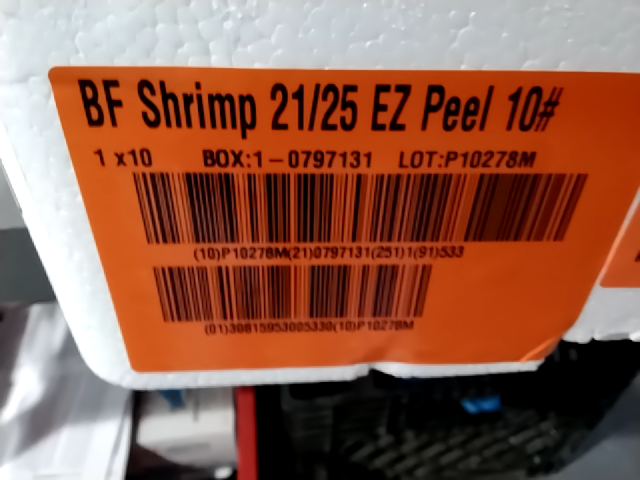 BF Shrimp 21/25 EZ Peel 10#
1 x10 BOX:1-0797131 LOT:P10278M
(10)P10278M(21)0797131(251)1(91)533
(01)30815953005330(10)P10278M